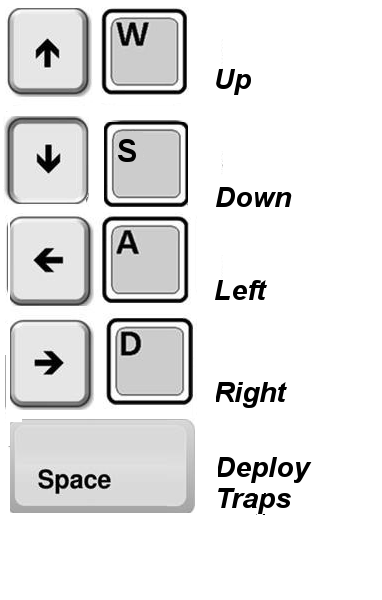 ↑ W Up
↓ S Down
← A Left
→ D Right
Space Deploy
Traps